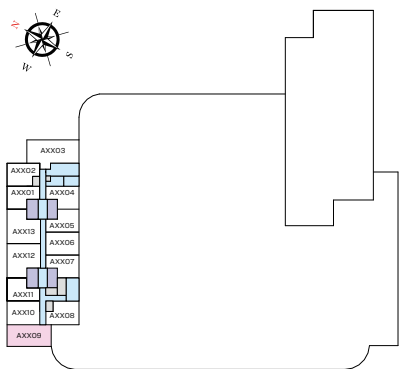 N
E
S
W
AXX03
AXX02
AXX01 AXX04
AXX05
AXX13
AXX06
AXX12
AXX07
AXX11
AXX10 AXX08
AXX09